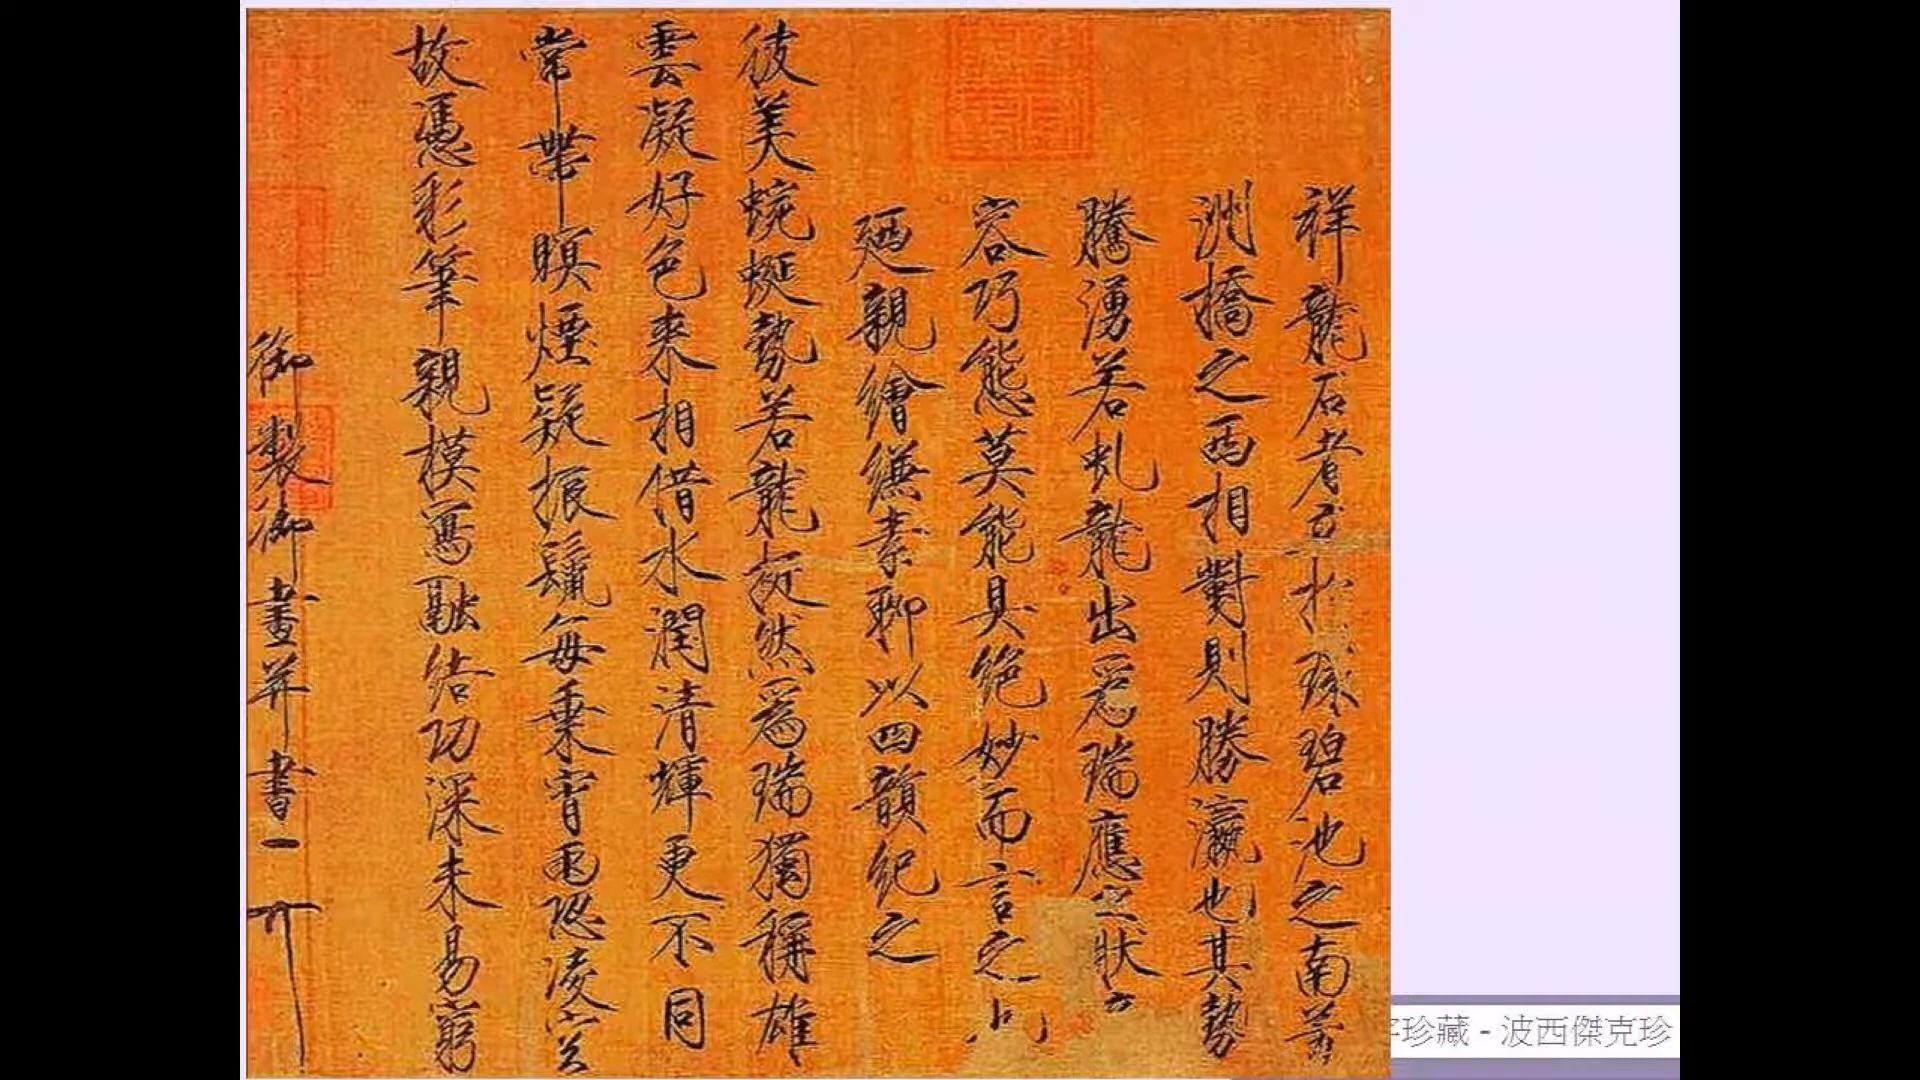 祥龍石者立於環碧池之南芳
洲橋之西相對則勝瀛也其勢
騰湧若虬龍出爲瑞應之狀
容巧態莫能具絕妙而言之也
廼親繪縑素聊以四韻紀之
彼美蜿蜒勢若龍挺然爲瑞獨稱雄
雲凝好色來相借水潤清輝更不同
常帶暝煙疑振鬣每乘宵雨恐凌空
故憑彩筆親模寫融結功深未易窮
御製御畫并書
珍藏 - 波西傑克珍